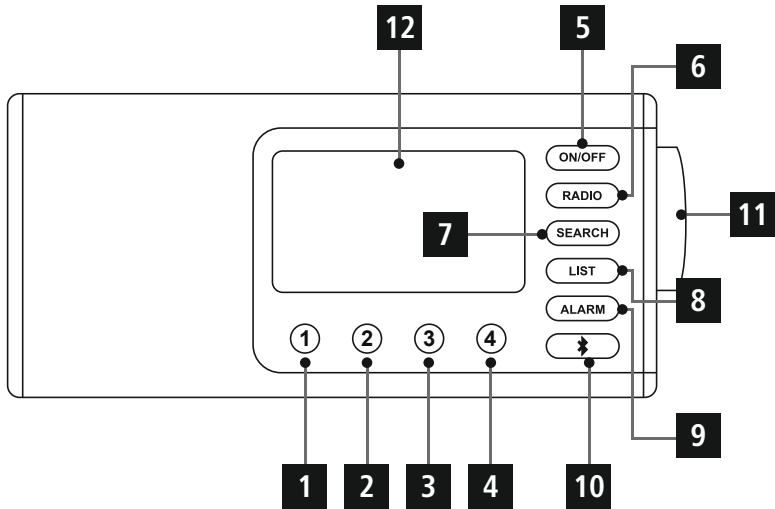 12
5
6
ON/OFF
RADIO
11
7
SEARCH
LIST
8
ALARM
1 2 3 4
9
1 2 3 4 10